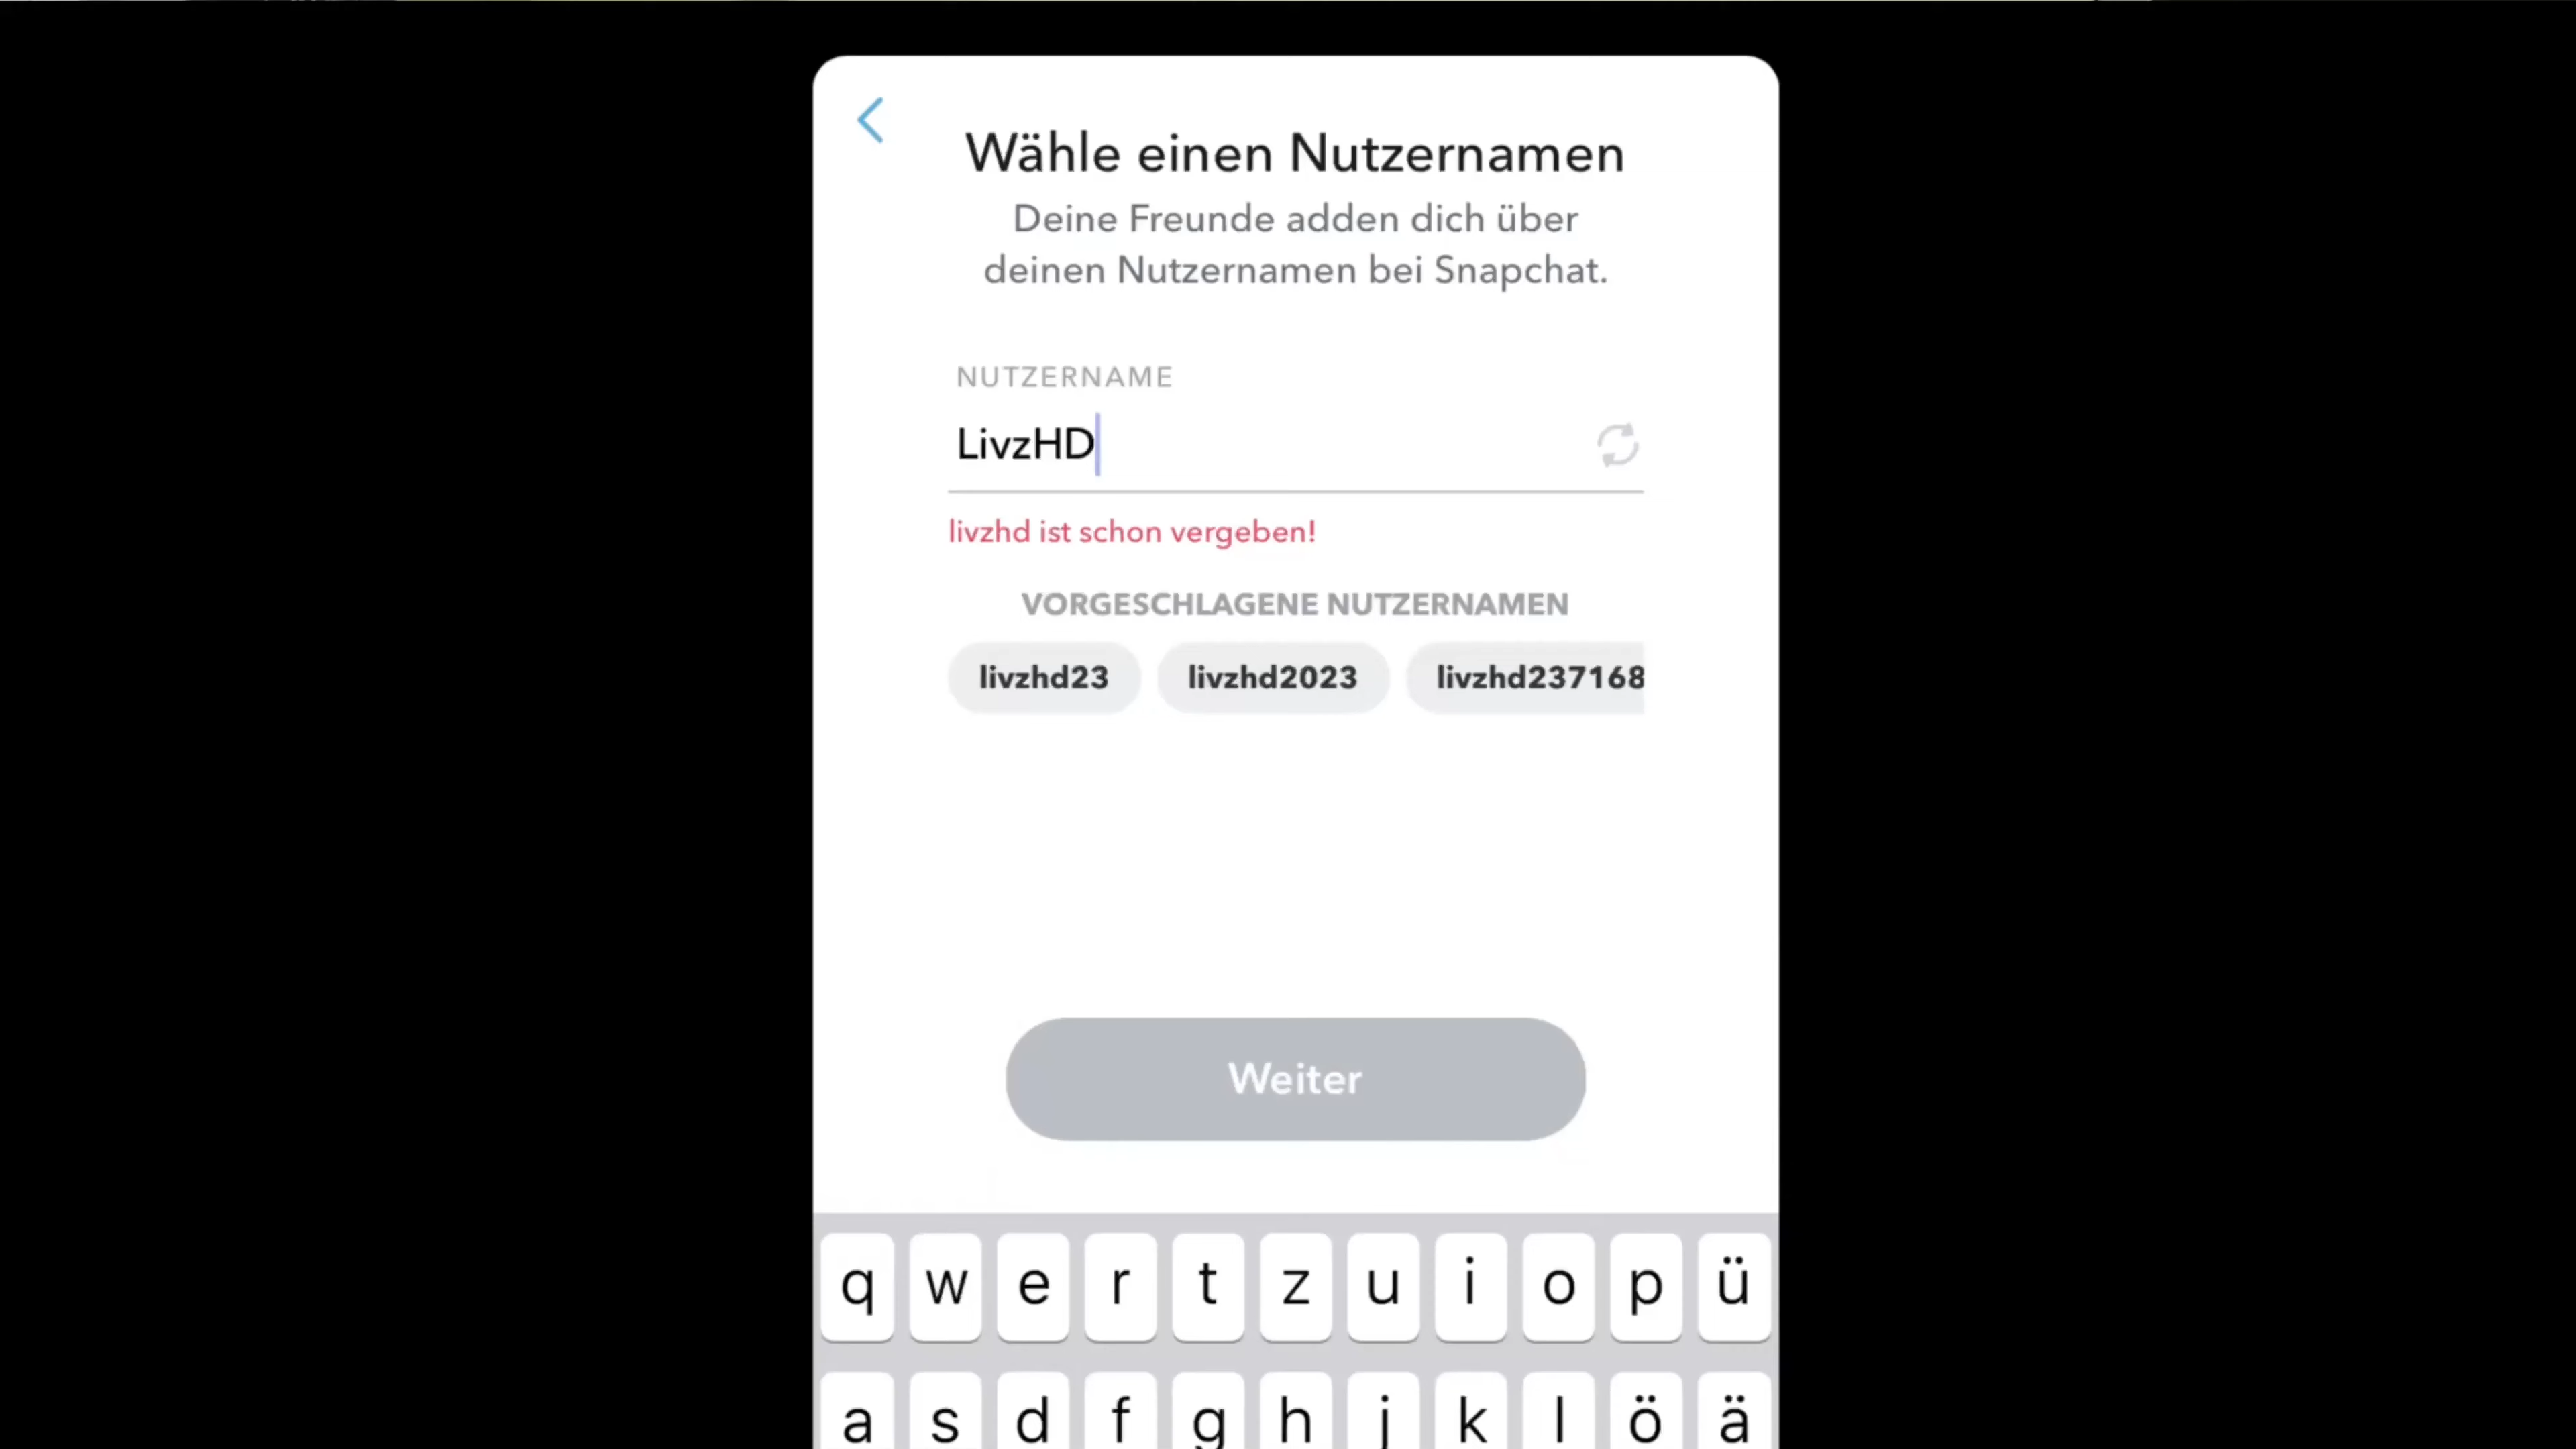 Wähle einen Nutzernamen
Deine Freunde adden dich über
deinen Nutzernamen bei Snapchat.
NUTZERNAME
LivzHD
livzhd ist schon vergeben!
VORGESCHLAGENE NUTZERNAMEN
livzhd23 livzhd2023 livzhd237168
Weiter
q w e r t z u i o p ü
a s d f g h j k l ö ä